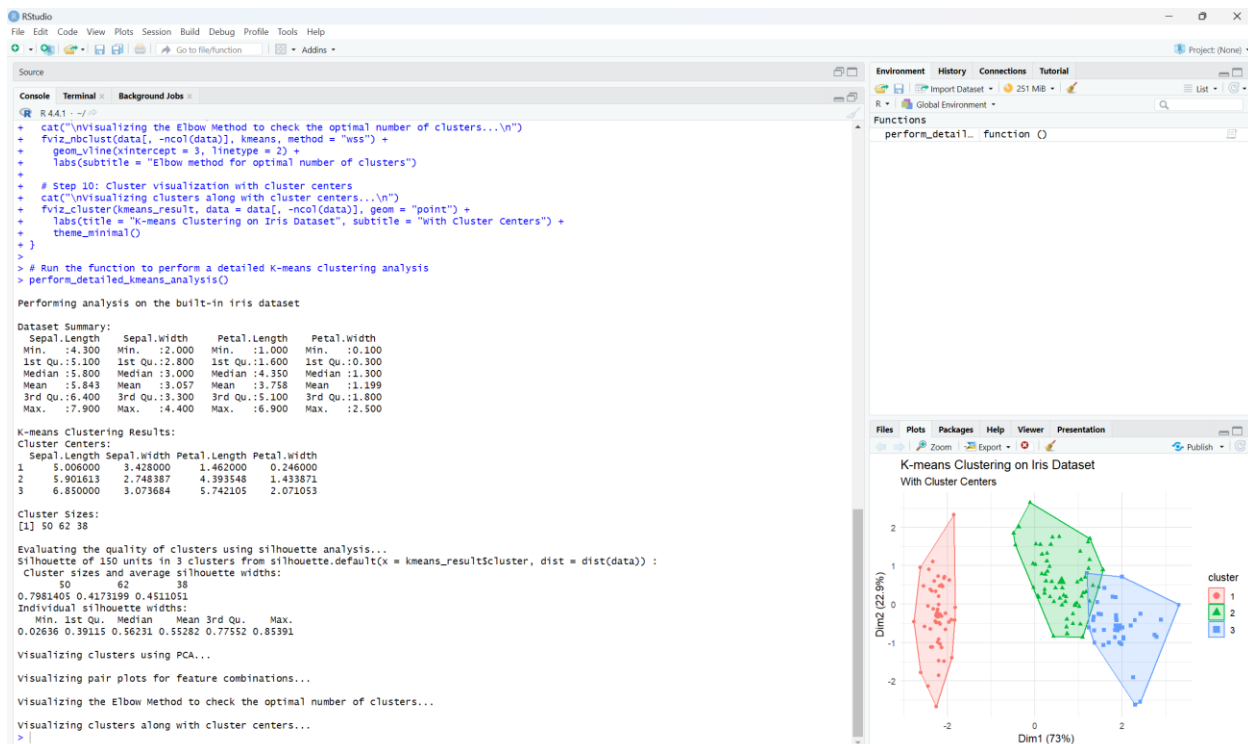 RStudio
File Edit Code View Plots Session Build Debug Profile Tools Help
Go to file/function Addins Project: (None)
Source
Console Terminal Background Jobs
R 4.4.1 · ~/
+   cat("\nVisualizing the Elbow Method to check the optimal number of clusters...\n")
+   fviz_nbclust(data[, -ncol(data)], kmeans, method = "wss") +
+     geom_vline(xintercept = 3, linetype = 2) +
+     labs(subtitle = "Elbow method for optimal number of clusters")
+
+   # Step 10: Cluster visualization with cluster centers
+   cat("\nVisualizing clusters along with cluster centers...\n")
+   fviz_cluster(kmeans_result, data = data[, -ncol(data)], geom = "point") +
+     labs(title = "K-means Clustering on Iris Dataset", subtitle = "With Cluster Centers") +
+     theme_minimal()
+ }
>
> # Run the function to perform a detailed K-means clustering analysis
> perform_detailed_kmeans_analysis()
Performing analysis on the built-in iris dataset
Dataset Summary:
  Sepal.Length    Sepal.Width     Petal.Length    Petal.Width
 Min.   :4.300   Min.   :2.000   Min.   :1.000   Min.   :0.100
 1st Qu.:5.100   1st Qu.:2.800   1st Qu.:1.600   1st Qu.:0.300
 Median :5.800   Median :3.000   Median :4.350   Median :1.300
 Mean   :5.843   Mean   :3.057   Mean   :3.758   Mean   :1.199
 3rd Qu.:6.400   3rd Qu.:3.300   3rd Qu.:5.100   3rd Qu.:1.800
 Max.   :7.900   Max.   :4.400   Max.   :6.900   Max.   :2.500
K-means Clustering Results:
Cluster Centers:
  Sepal.Length Sepal.Width Petal.Length Petal.Width
1     5.006000    3.428000     1.462000    0.246000
2     5.901613    2.748387     4.393548    1.433871
3     6.850000    3.073684     5.742105    2.071053
Cluster Sizes:
[1] 50 62 38
Evaluating the quality of clusters using silhouette analysis...
Silhouette of 150 units in 3 clusters from silhouette.default(x = kmeans_result$cluster, dist = dist(data)) :
 Cluster sizes and average silhouette widths:
       50        62        38
0.7981405 0.4173199 0.4511051
Individual silhouette widths:
   Min. 1st Qu.  Median    Mean 3rd Qu.    Max.
0.02636 0.39115 0.56231 0.55282 0.77552 0.85391
Visualizing clusters using PCA...
Visualizing pair plots for feature combinations...
Visualizing the Elbow Method to check the optimal number of clusters...
Visualizing clusters along with cluster centers...
>
Environment History Connections Tutorial
Import Dataset 251 MiB List
R Global Environment
Functions
perform_detail… function ()
Files Plots Packages Help Viewer Presentation
Zoom Export Publish
K-means Clustering on Iris Dataset
With Cluster Centers
2
1
0
-1
-2
Dim2 (22.9%)
-2 0 2
Dim1 (73%)
cluster
1
2
3